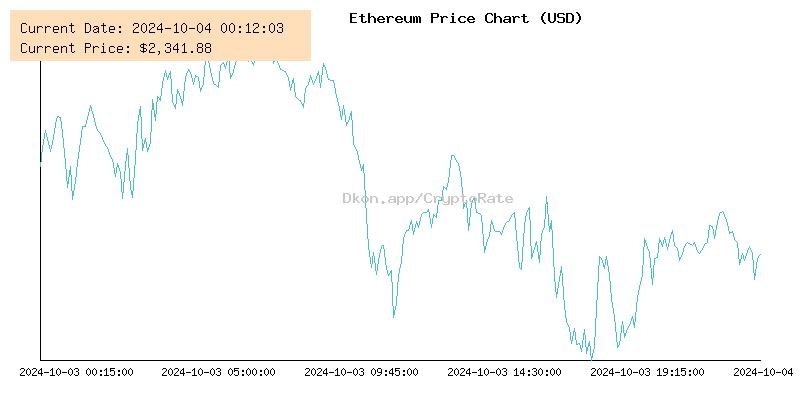 Ethereum Price Chart (USD)
Current Date: 2024-10-04 00:12:03
Current Price: $2,341.88
Dkon.app/CryptoRate
2024-10-03 00:15:00 2024-10-03 05:00:00 2024-10-03 09:45:00 2024-10-03 14:30:00 2024-10-03 19:15:00 2024-10-04